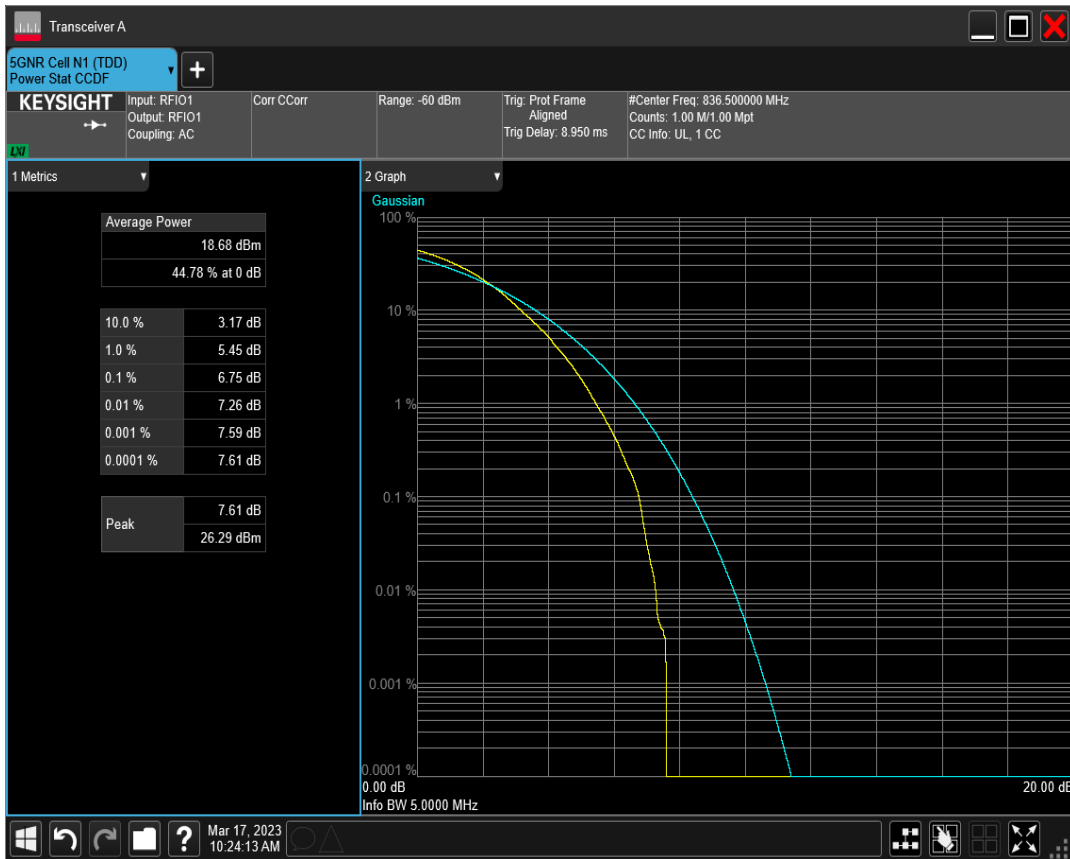 Transceiver A
5GNR Cell N1 (TDD)
Power Stat CCDF
KEYSIGHT
LXI
Input: RFIO1
Output: RFIO1
Coupling: AC
Corr CCorr
Range: -60 dBm
Trig: Prot Frame
Aligned
Trig Delay: 8.950 ms
#Center Freq: 836.500000 MHz
Counts: 1.00 M/1.00 Mpt
CC Info: UL, 1 CC
1 Metrics
Average Power
18.68 dBm
44.78 % at 0 dB
10.0 % 3.17 dB
1.0 % 5.45 dB
0.1 % 6.75 dB
0.01 % 7.26 dB
0.001 % 7.59 dB
0.0001 % 7.61 dB
Peak
7.61 dB
26.29 dBm
2 Graph
Gaussian
100 %
10 %
1 %
0.1 %
0.01 %
0.001 %
0.0001 %
0.00 dB 20.00 dB
Info BW 5.0000 MHz
?
Mar 17, 2023
10:24:13 AM